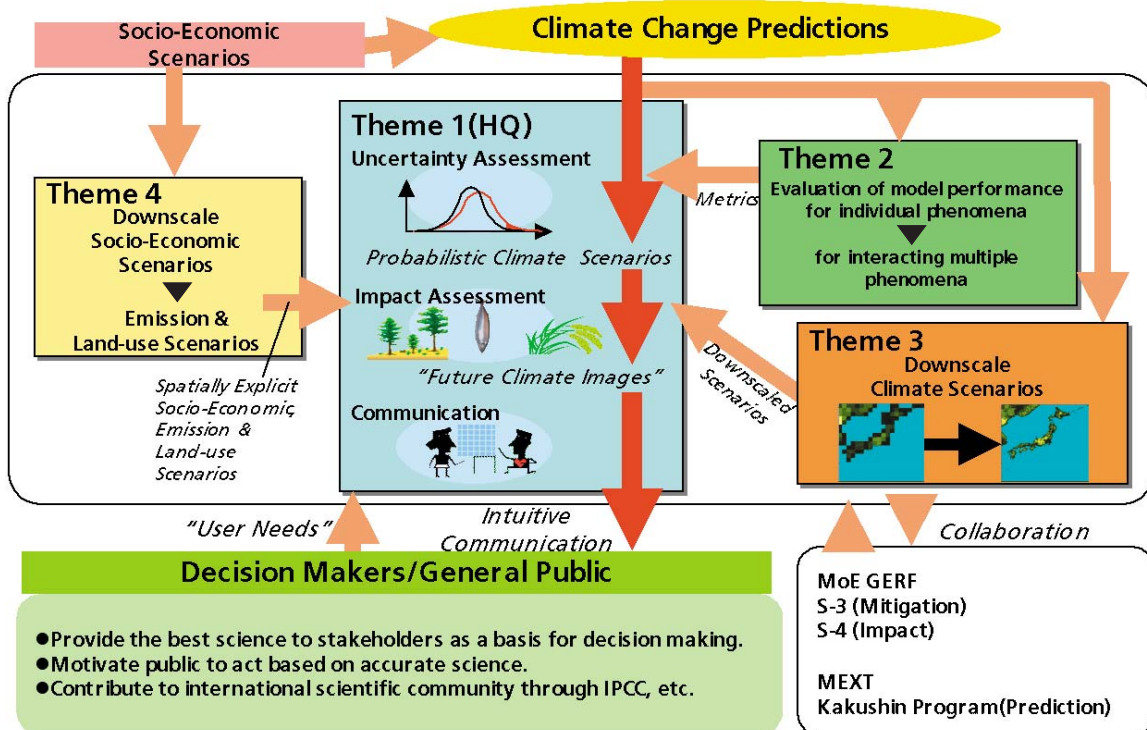 Socio-Economic
Scenarios
Climate Change Predictions
Theme 1(HQ)
Uncertainty Assessment
Probabilistic Climate Scenarios
Impact Assessment
“Future Climate Images”
Communication
Theme 2
Evaluation of model performance
for individual phenomena
for interacting multiple
phenomena
Metrics
Theme 4
Downscale
Socio-Economic
Scenarios
Emission &
Land-use Scenarios
Spatially Explicit
Socio-Economic,
Emission &
Land-use
Scenarios
Theme 3
Downscale
Climate Scenarios
Downscaled
Scenarios
“User Needs”
Intuitive
Communication
Collaboration
Decision Makers/General Public
●Provide the best science to stakeholders as a basis for decision making.
●Motivate public to act based on accurate science.
●Contribute to international scientific community through IPCC, etc.
MoE GERF
S-3 (Mitigation)
S-4 (Impact)
MEXT
Kakushin Program(Prediction)